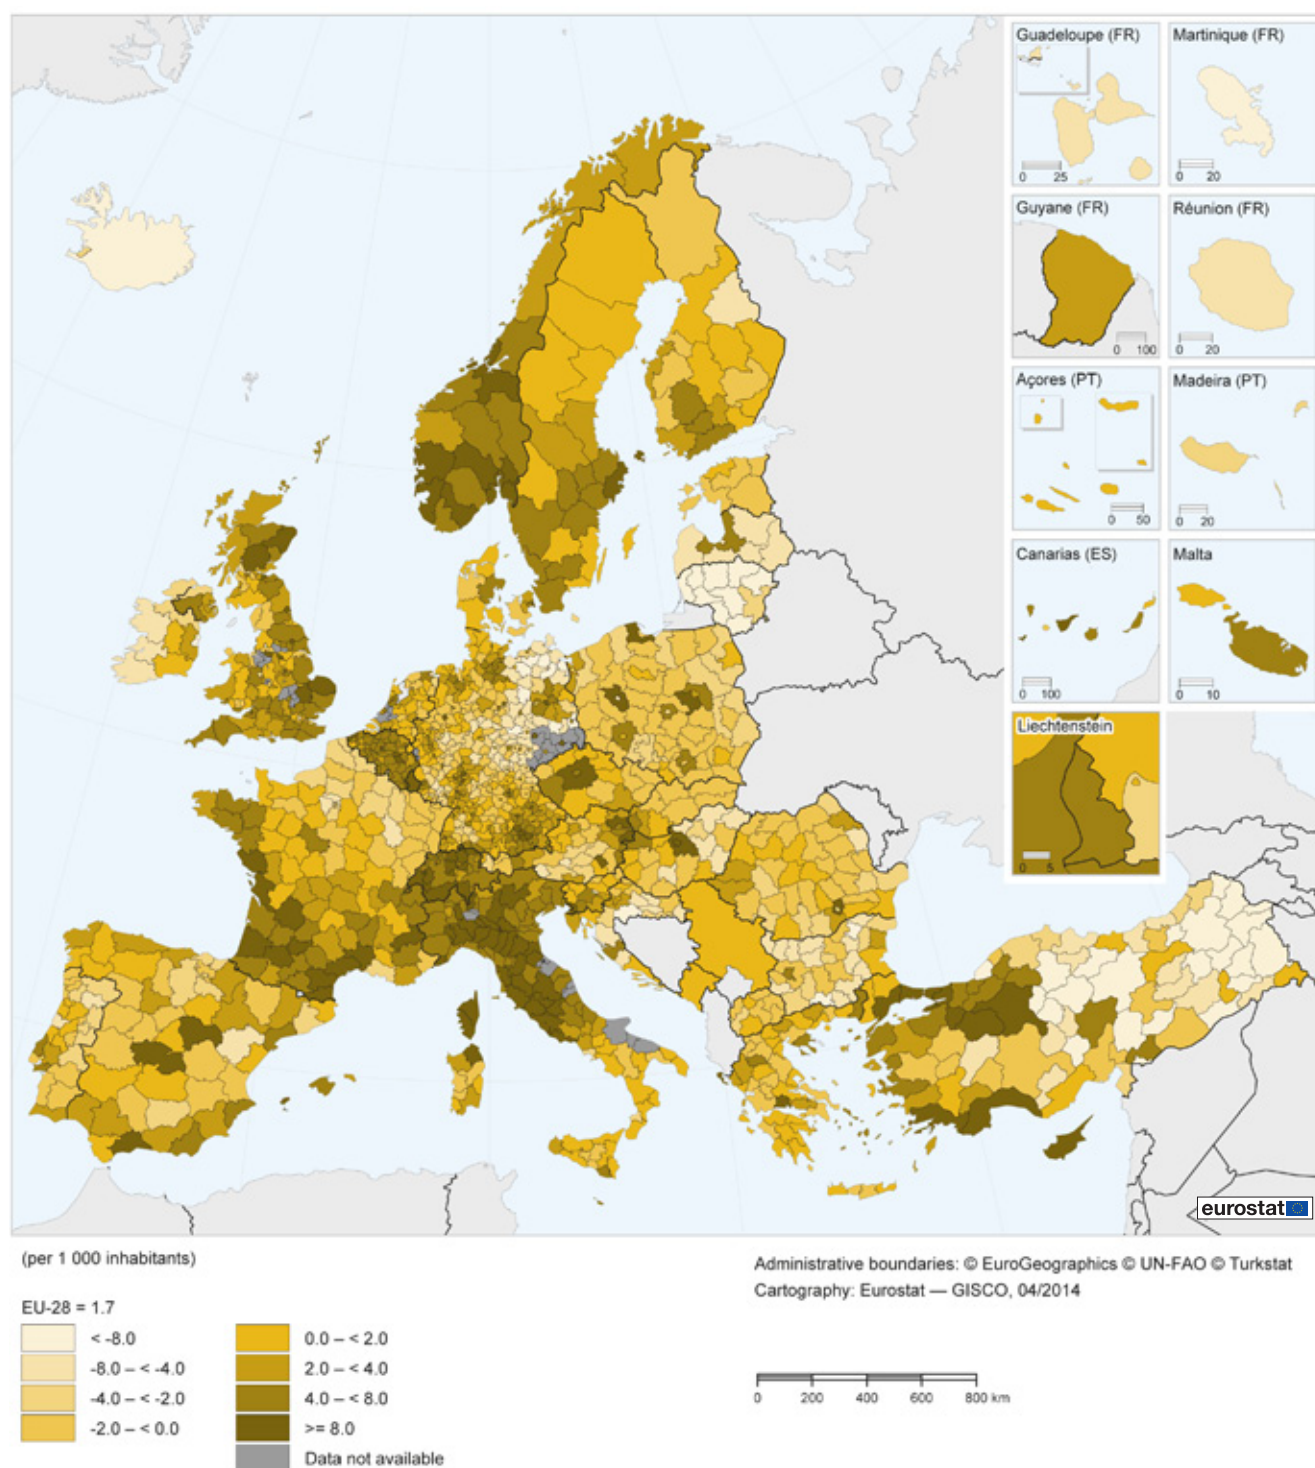 Guadeloupe (FR)
0 25
Martinique (FR)
0 20
Guyane (FR)
0 100
Réunion (FR)
0 20
Açores (PT)
0 50
Madeira (PT)
0 20
Canarias (ES)
0 100
Malta
0 10
Liechtenstein
0 5
eurostat
(per 1 000 inhabitants)
EU-28 = 1.7
< -8.0
-8.0 – < -4.0
-4.0 – < -2.0
-2.0 – < 0.0
0.0 – < 2.0
2.0 – < 4.0
4.0 – < 8.0
>= 8.0
Data not available
Administrative boundaries: © EuroGeographics © UN-FAO © Turkstat
Cartography: Eurostat — GISCO, 04/2014
0 200 400 600 800 km